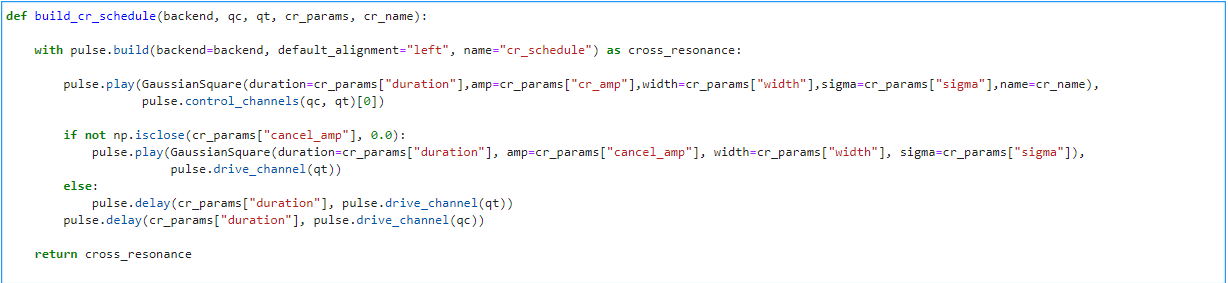 def build_cr_schedule(backend, qc, qt, cr_params, cr_name):
with pulse.build(backend=backend, default_alignment="left", name="cr_schedule") as cross_resonance:
pulse.play(GaussianSquare(duration=cr_params["duration"],amp=cr_params["cr_amp"],width=cr_params["width"],sigma=cr_params["sigma"],name=cr_name),
pulse.control_channels(qc, qt)[0])
if not np.isclose(cr_params["cancel_amp"], 0.0):
pulse.play(GaussianSquare(duration=cr_params["duration"], amp=cr_params["cancel_amp"], width=cr_params["width"], sigma=cr_params["sigma"]),
pulse.drive_channel(qt))
else:
pulse.delay(cr_params["duration"], pulse.drive_channel(qt))
pulse.delay(cr_params["duration"], pulse.drive_channel(qc))
return cross_resonance